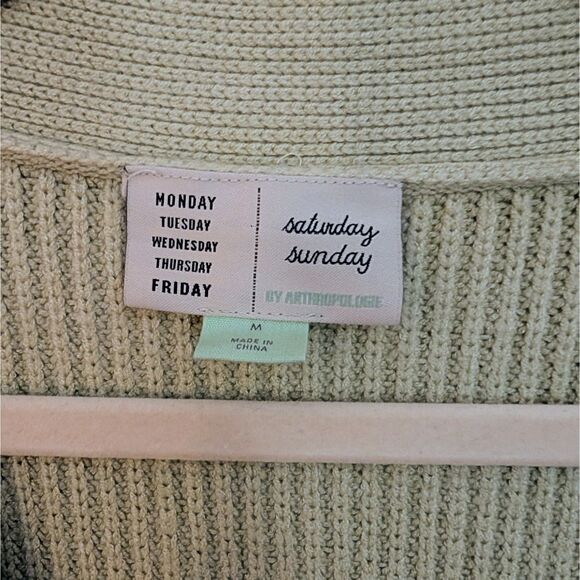 MONDAY
TUESDAY
WEDNESDAY
THURSDAY
FRIDAY
saturday
sunday
BY ANTHROPOLOGIE
M
MADE IN
CHINA